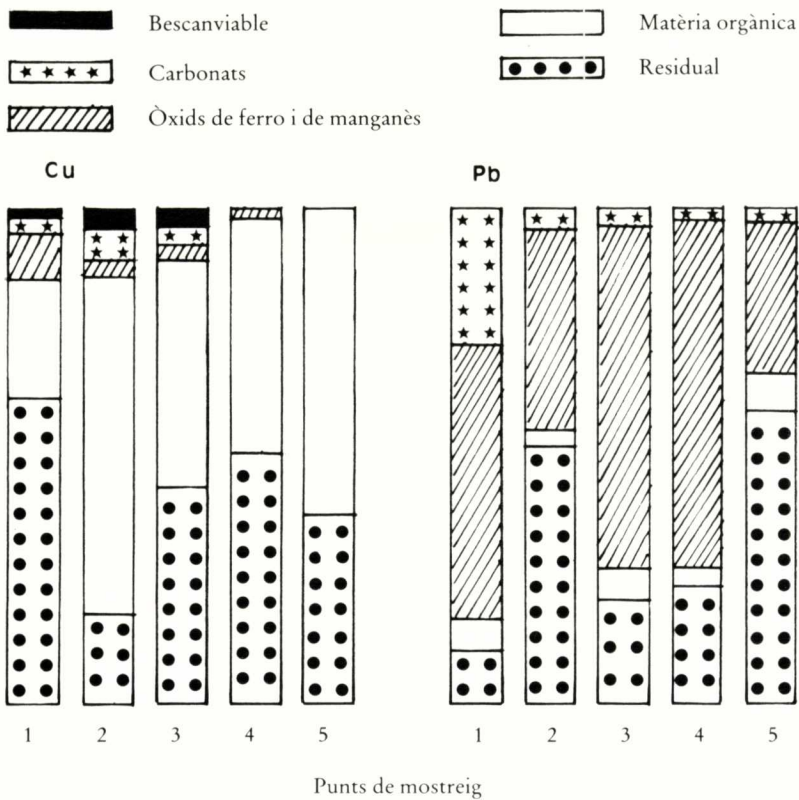 Bescanviable
Carbonats
Òxids de ferro i de manganès
Matèria orgànica
Residual
Cu
Pb
1 2 3 4 5
1 2 3 4 5
Punts de mostreig